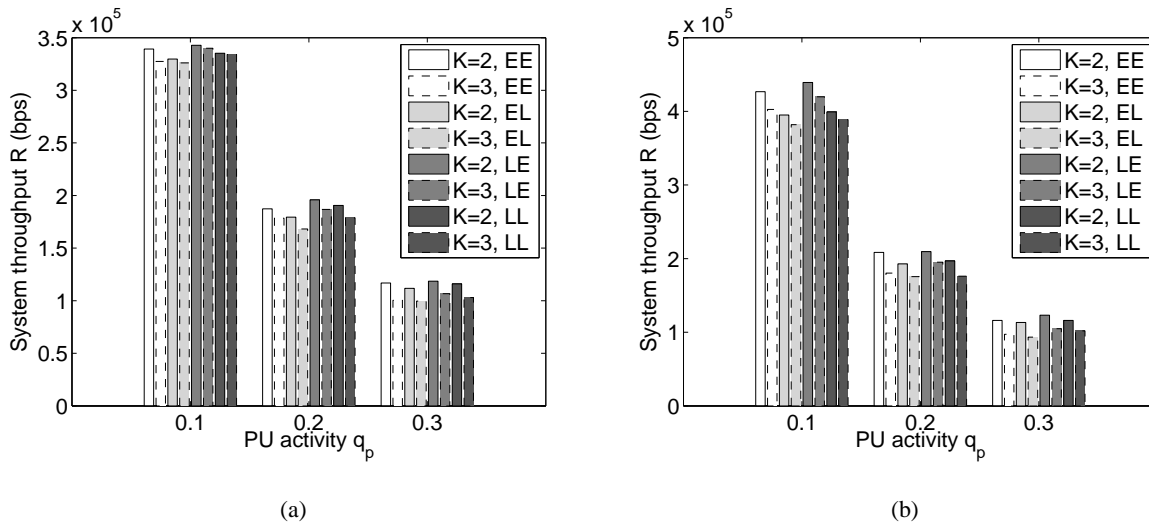 x 10^5
3.5
3
3.5
2
1.5
1
0.5
0
System throughput R (bps)
0.1
0.2
0.3
PU activity q_p
K=2, EE
K=3, EE
K=2, EL
K=3, EL
K=2, LE
K=3, LE
K=2, LL
K=3, LL
(a)
x 10^5
5
4
3
2
1
0
System throughput R (bps)
0.1
0.2
0.3
PU activity q_p
K=2, EE
K=3, EE
K=2, EL
K=3, EL
K=2, LE
K=3, LE
K=2, LL
K=3, LL
(b)